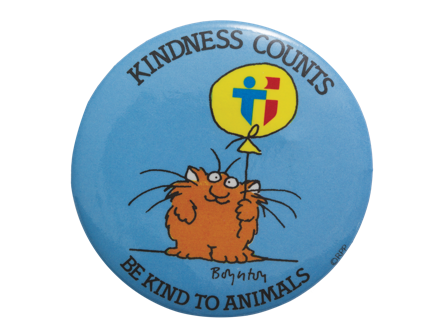 KINDNESS COUNTS
Boynton
BE KIND TO ANIMALS